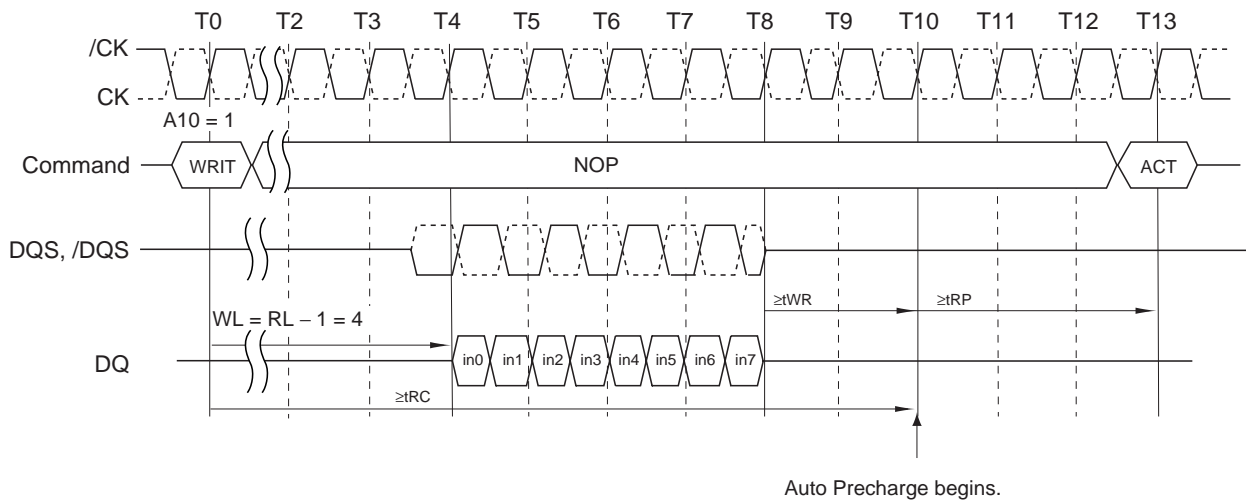 T0 T2 T3 T4 T5 T6 T7 T8 T9 T10 T11 T12 T13
/CK
CK
A10 = 1
Command WRIT NOP ACT
DQS, /DQS
≥tWR ≥tRP
WL = RL – 1 = 4
DQ in0 in1 in2 in3 in4 in5 in6 in7
≥tRC
Auto Precharge begins.